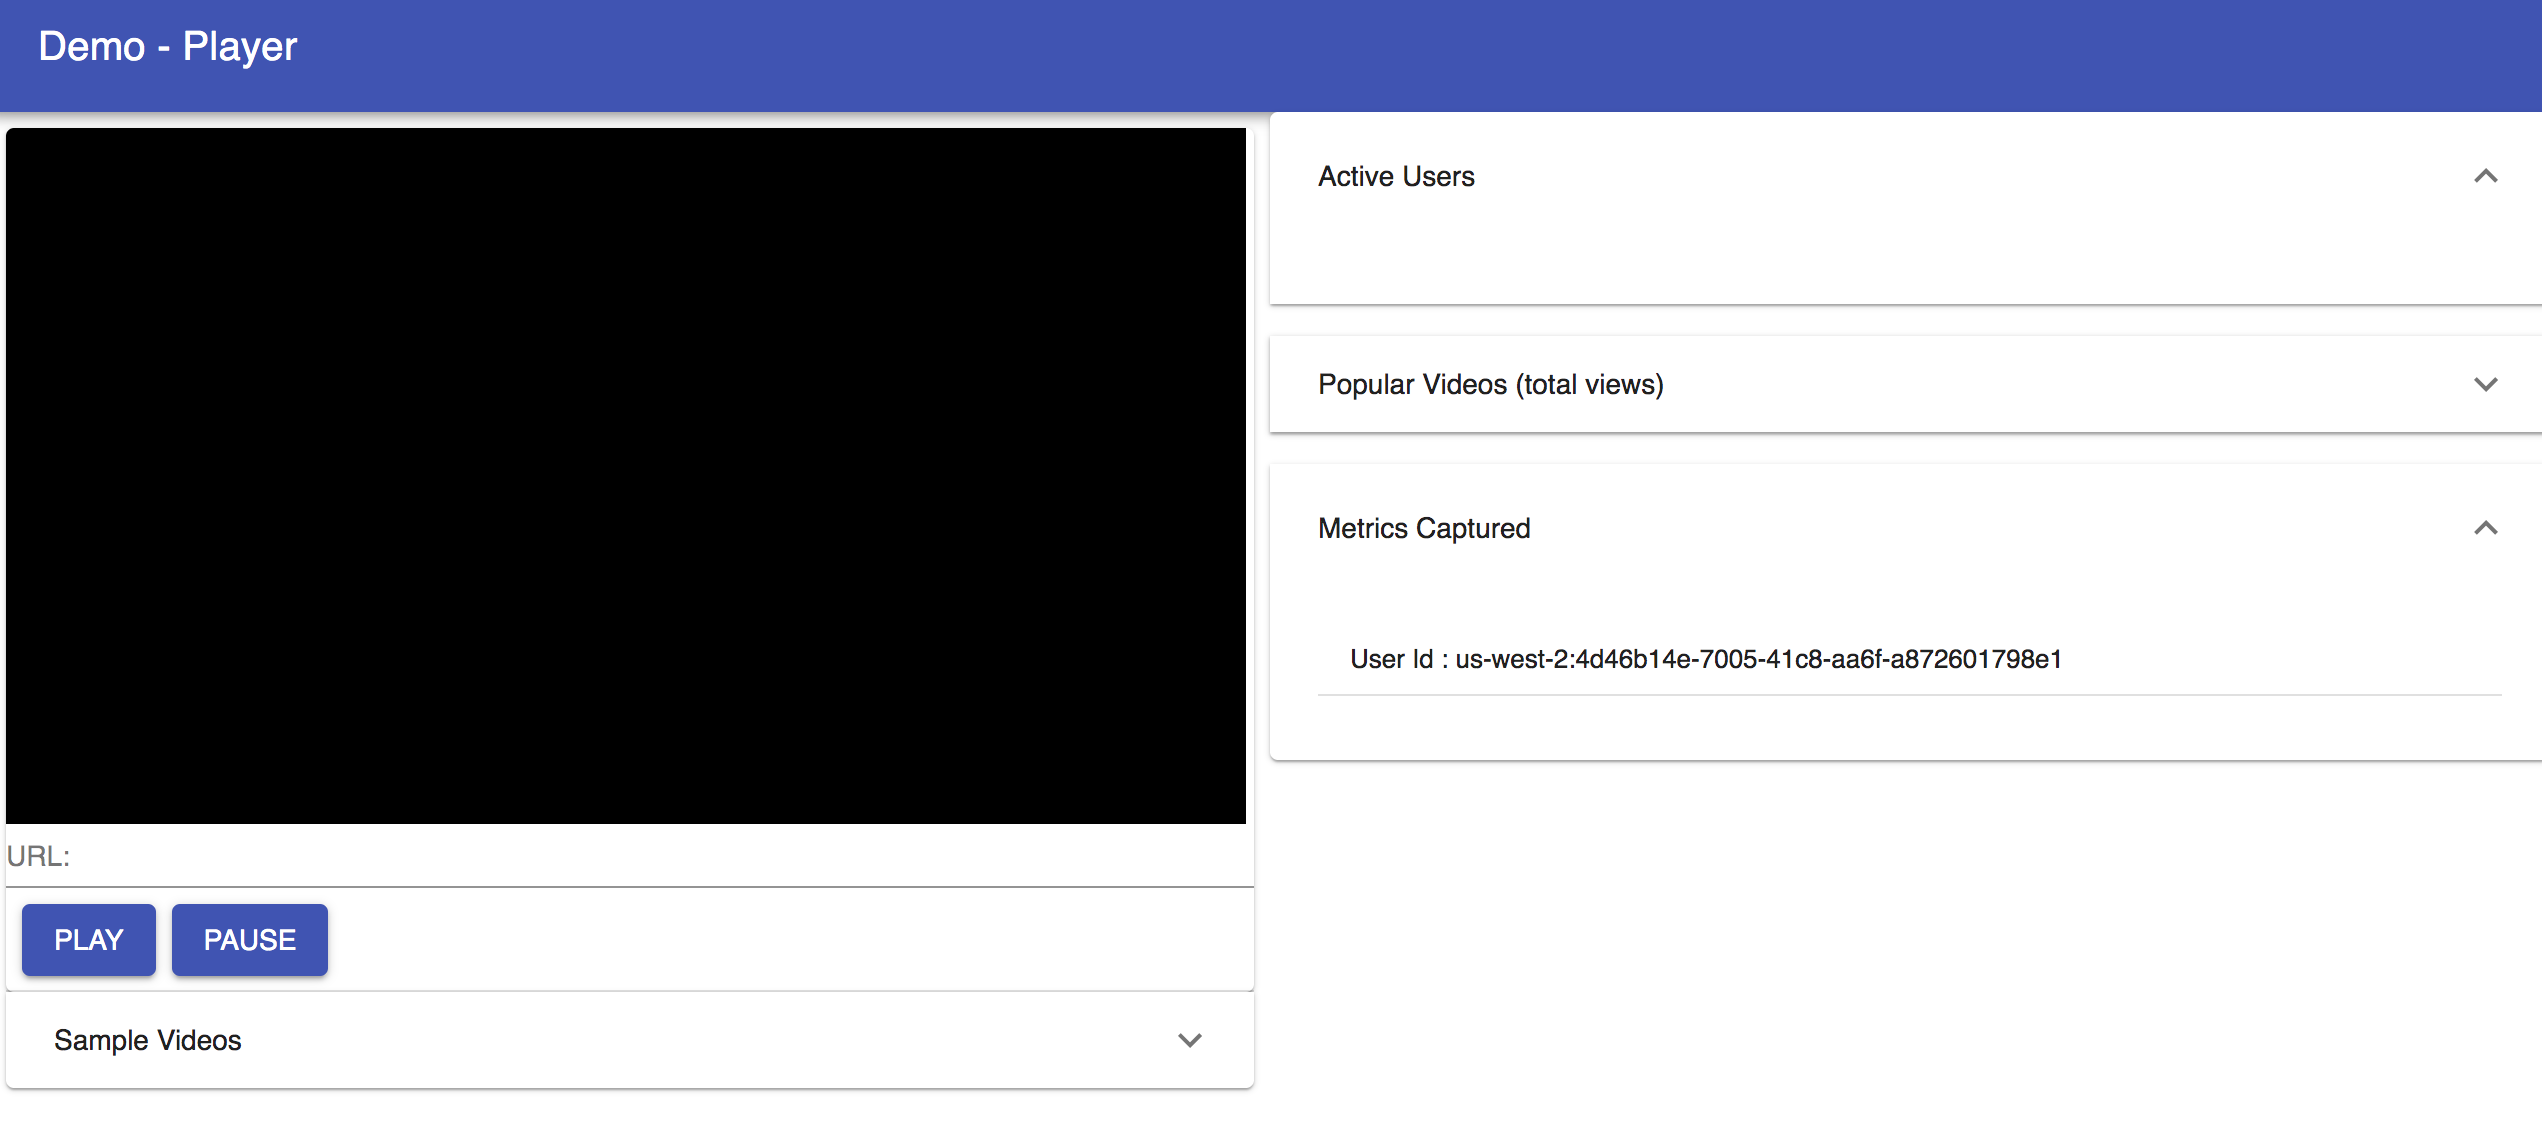 Demo - Player
URL:
PLAY PAUSE
Sample Videos
Active Users
Popular Videos (total views)
Metrics Captured
User Id : us-west-2:4d46b14e-7005-41c8-aa6f-a872601798e1